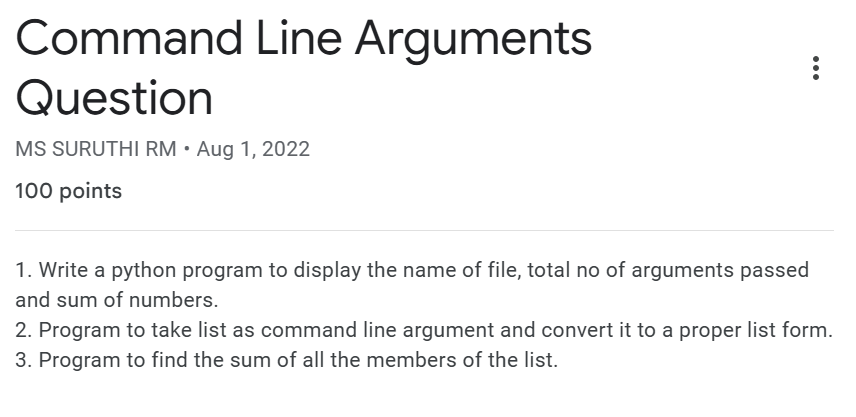 Command Line Arguments
Question
MS SURUTHI RM • Aug 1, 2022
100 points
1. Write a python program to display the name of file, total no of arguments passed
and sum of numbers.
2. Program to take list as command line argument and convert it to a proper list form.
3. Program to find the sum of all the members of the list.